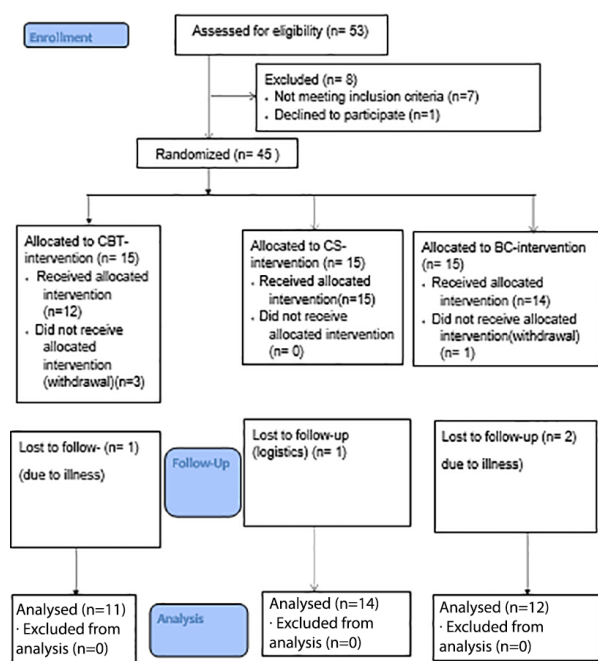 Enrollment
Assessed for eligibility (n= 53)
Excluded (n= 8)
• Not meeting inclusion criteria (n=7)
• Declined to participate (n=1)
Randomized (n= 45 )
Allocated to CBT-
intervention (n= 15)
• Received allocated
intervention
(n=12)
• Did not receive
allocated
intervention
(withdrawal)(n=3)
Allocated to CS-
intervention (n= 15)
• Received allocated
intervention(n=15)
• Did not receive
allocated intervention
(n= 0)
Allocated to BC-intervention
(n= 15)
• Received allocated
intervention (n=14)
• Did not receive allocated
intervention(withdrawal)
(n= 1)
Lost to follow- (n= 1)
(due to illness)
Follow-Up
Lost to follow-up
(logistics) (n= 1)
Lost to follow-up (n= 2)
due to illness)
Analysed (n=11)
· Excluded from
analysis (n=0)
Analysis
Analysed (n=14)
· Excluded from
analysis (n=0)
Analysed (n=12)
· Excluded from
analysis (n=0)